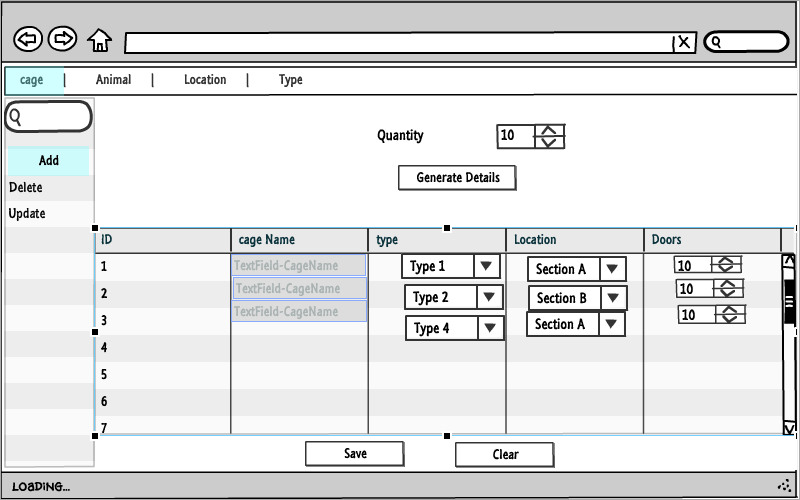 X
cage | Animal | Location | Type
Quantity 10
Add
Generate Details
Delete
Update
ID cage Name type Location Doors
1 TextField-CageName Type 1 Section A 10
2 TextField-CageName Type 2 Section B 10
3 TextField-CageName Type 4 Section A 10
4
5
6
7
Save Clear
LOADING...